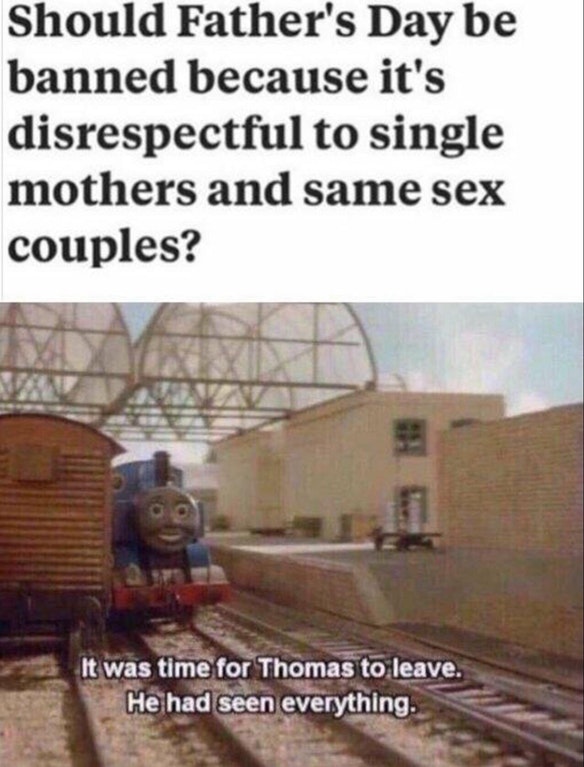 Should Father's Day be
banned because it's
disrespectful to single
mothers and same sex
couples?
It was time for Thomas to leave.
He had seen everything.